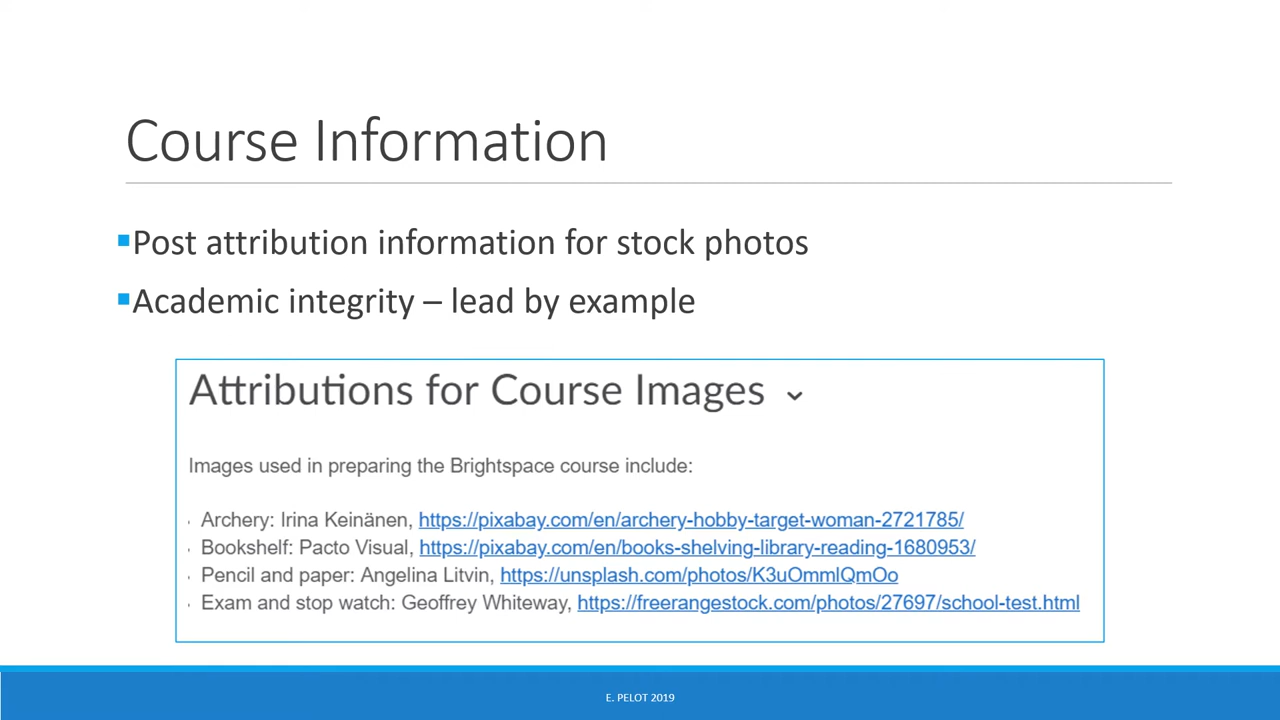 Course Information
Post attribution information for stock photos
Academic integrity – lead by example
Attributions for Course Images
Images used in preparing the Brightspace course include:
Archery: Irina Keinänen, https://pixabay.com/en/archery-hobby-target-woman-2721785/
Bookshelf: Pacto Visual, https://pixabay.com/en/books-shelving-library-reading-1680953/
Pencil and paper: Angelina Litvin, https://unsplash.com/photos/K3uOmmlQmOo
Exam and stop watch: Geoffrey Whiteway, https://freerangestock.com/photos/27697/school-test.html
E. PELOT 2019